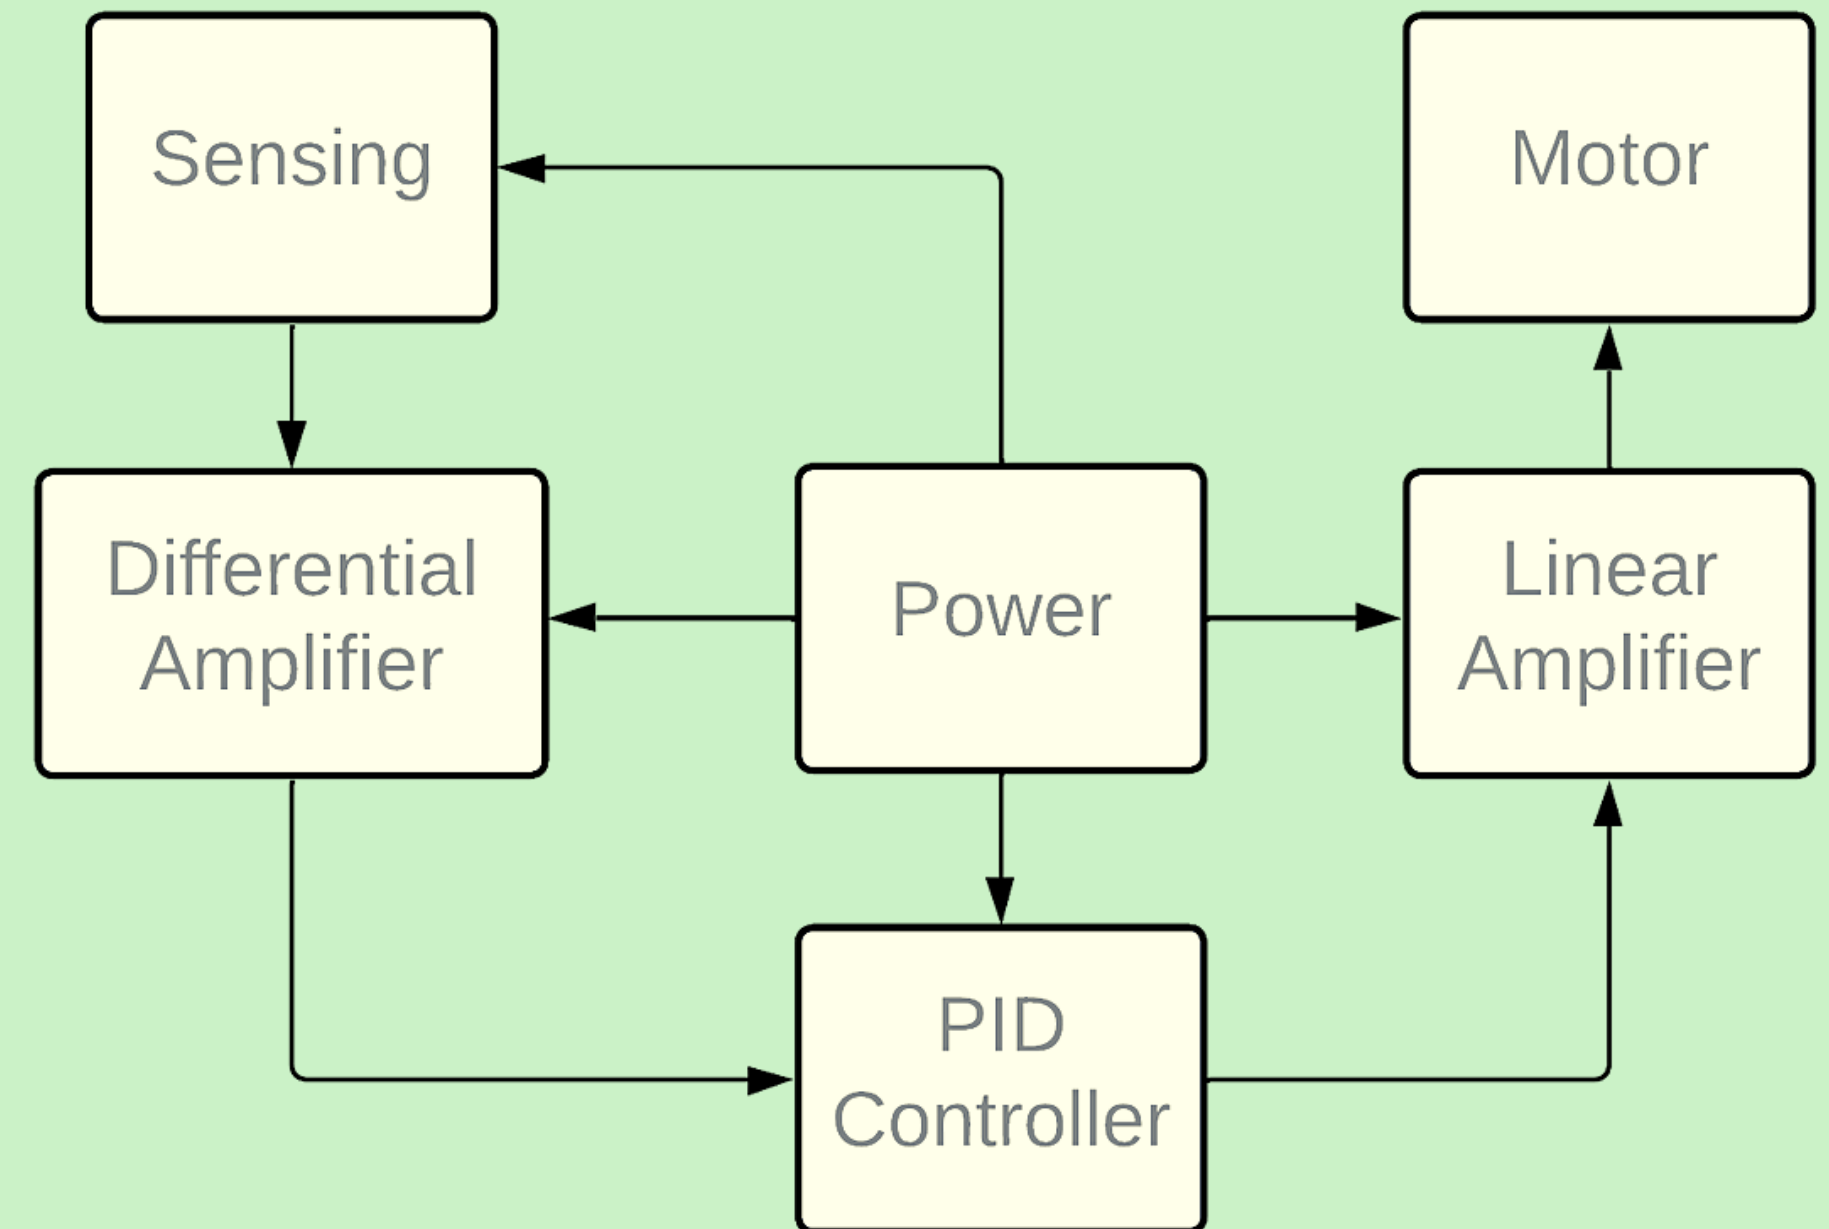 Sensing
Motor
Differential
Amplifier
Power
Linear
Amplifier
PID
Controller